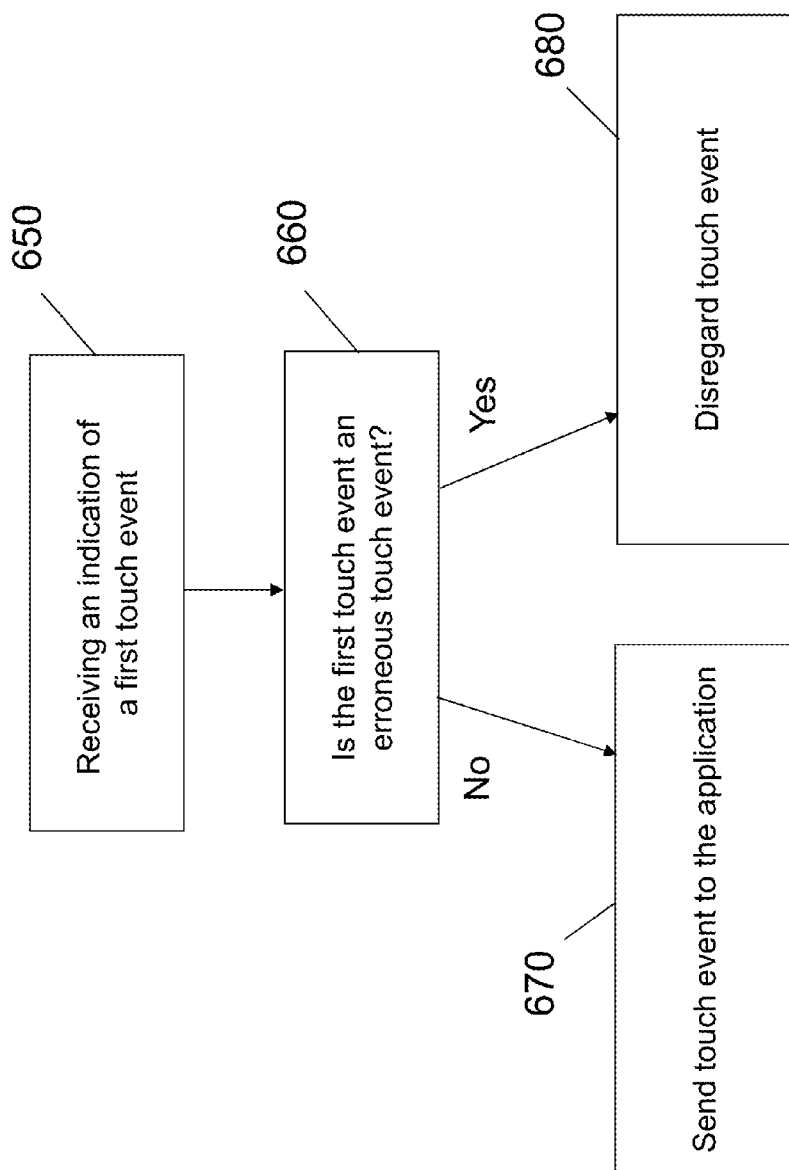 650
Receiving an indication of
a first touch event
660
Is the first touch event an
erroneous touch event?
No
Yes
670
Send touch event to the application
680
Disregard touch event